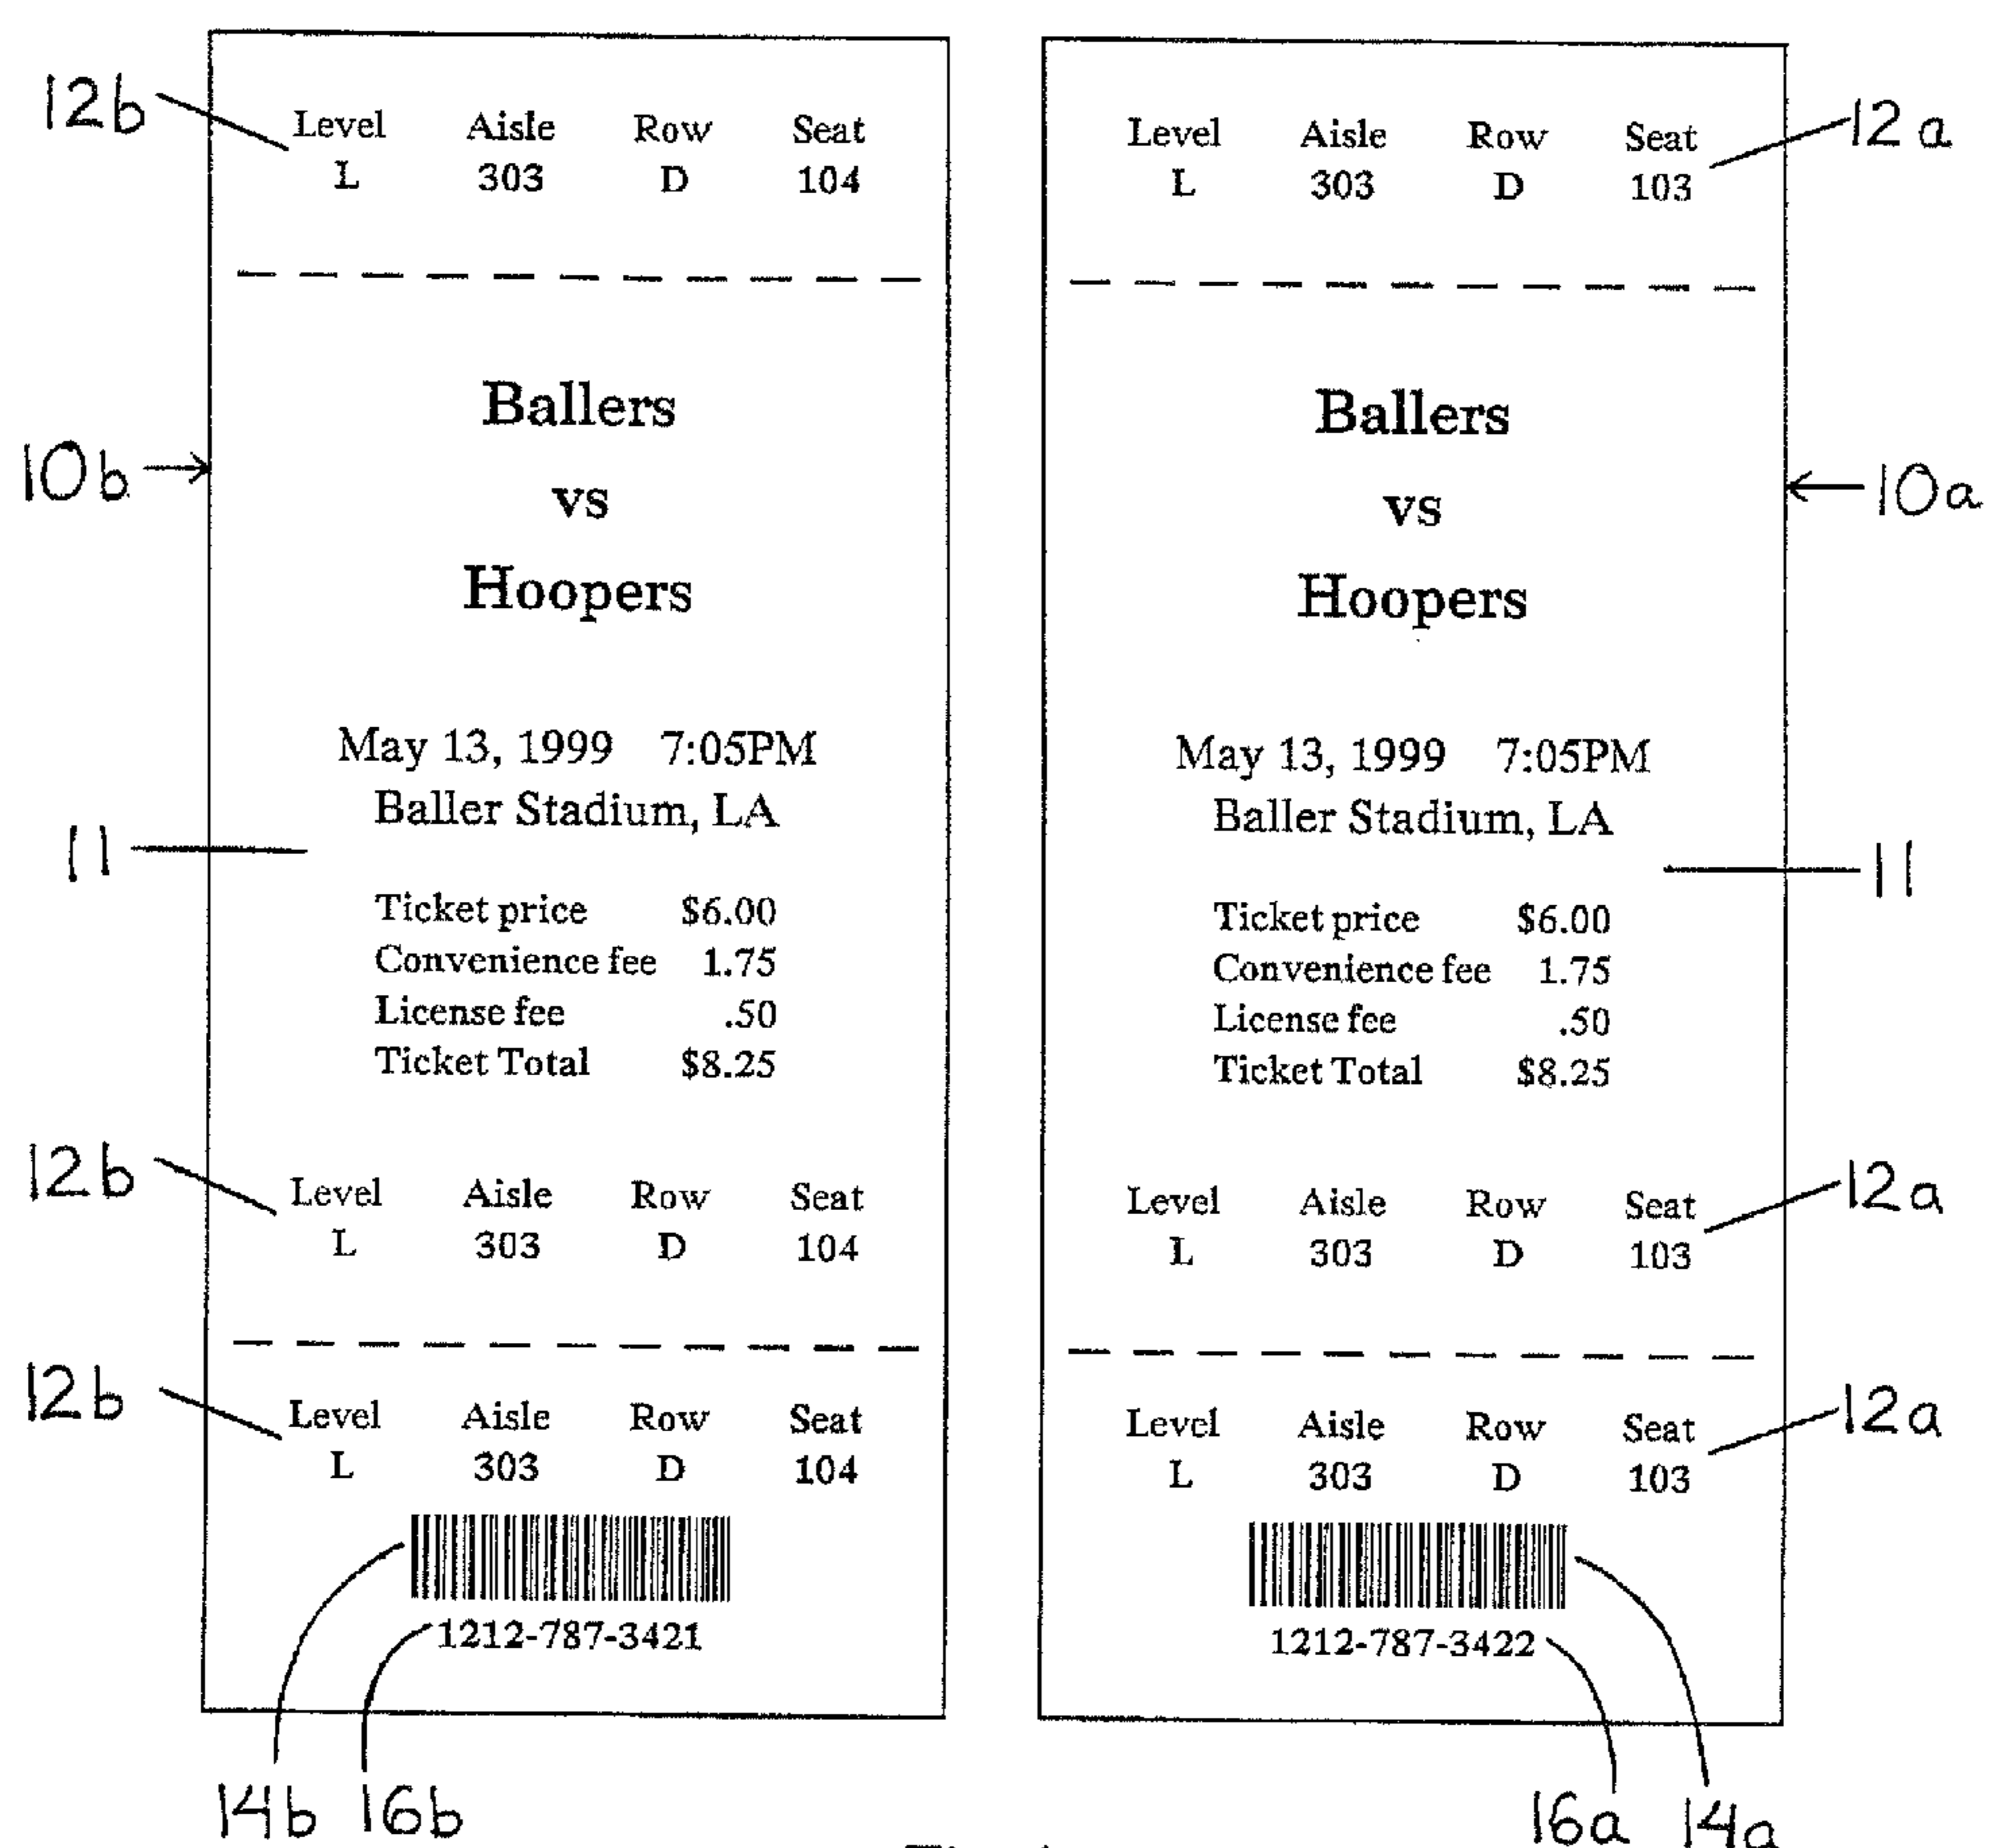 12b
Level Aisle Row Seat
L 303 D 104
10b
Ballers
vs
Hoopers
May 13, 1999 7:05PM
Baller Stadium, LA
11
Ticket price $6.00
Convenience fee 1.75
License fee .50
Ticket Total $8.25
12b
Level Aisle Row Seat
L 303 D 104
12b
Level Aisle Row Seat
L 303 D 104
1212-787-3421
14b 16b
12a
Level Aisle Row Seat
L 303 D 103
10a
Ballers
vs
Hoopers
May 13, 1999 7:05PM
Baller Stadium, LA
11
Ticket price $6.00
Convenience fee 1.75
License fee .50
Ticket Total $8.25
12a
Level Aisle Row Seat
L 303 D 103
12a
Level Aisle Row Seat
L 303 D 103
1212-787-3422
16a 14a